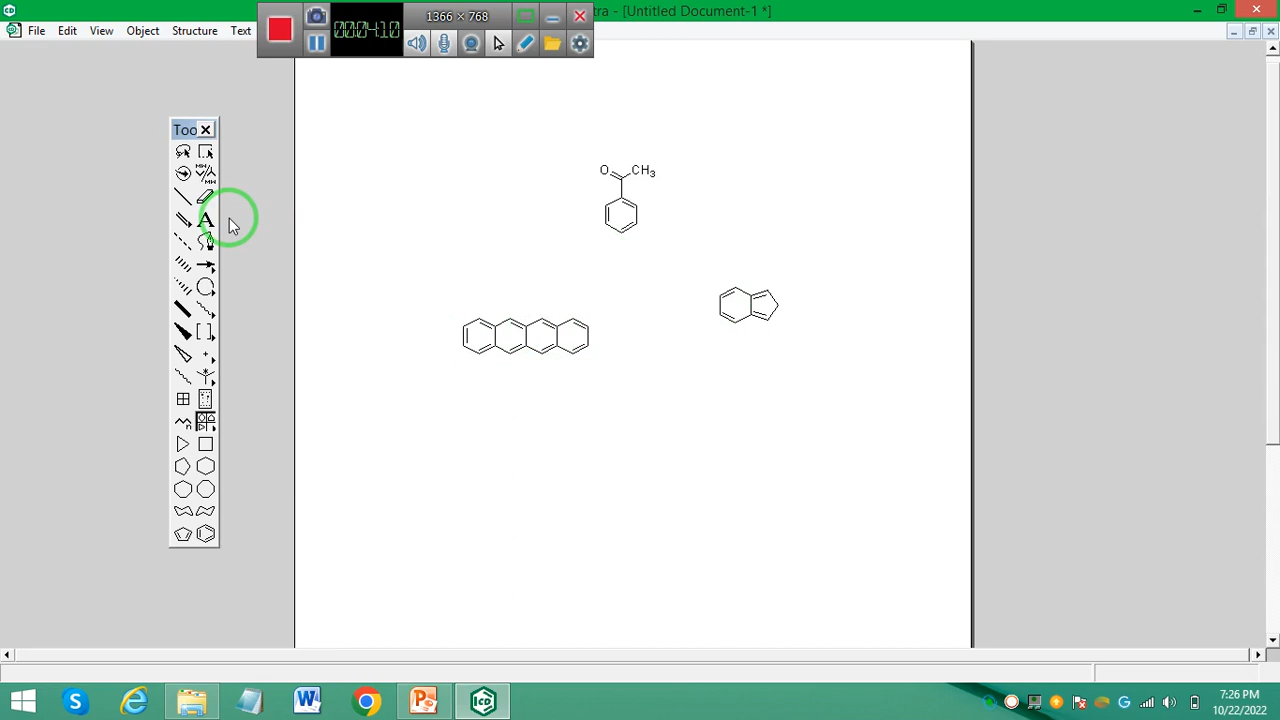 1366 × 768
tra - [Untitled Document-1 *]
File Edit View Object Structure Text
Too
A
O CH3
7:26 PM
10/22/2022